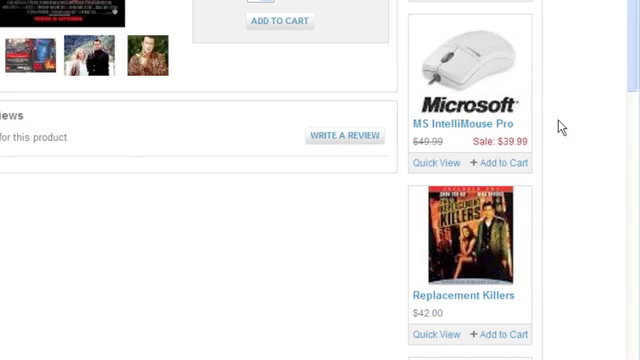 ADD TO CART
iews
for this product
WRITE A REVIEW
Microsoft
MS IntelliMouse Pro
$49.99 Sale: $39.99
Quick View + Add to Cart
REPLACEMENT
KILLERS
Replacement Killers
$42.00
Quick View + Add to Cart